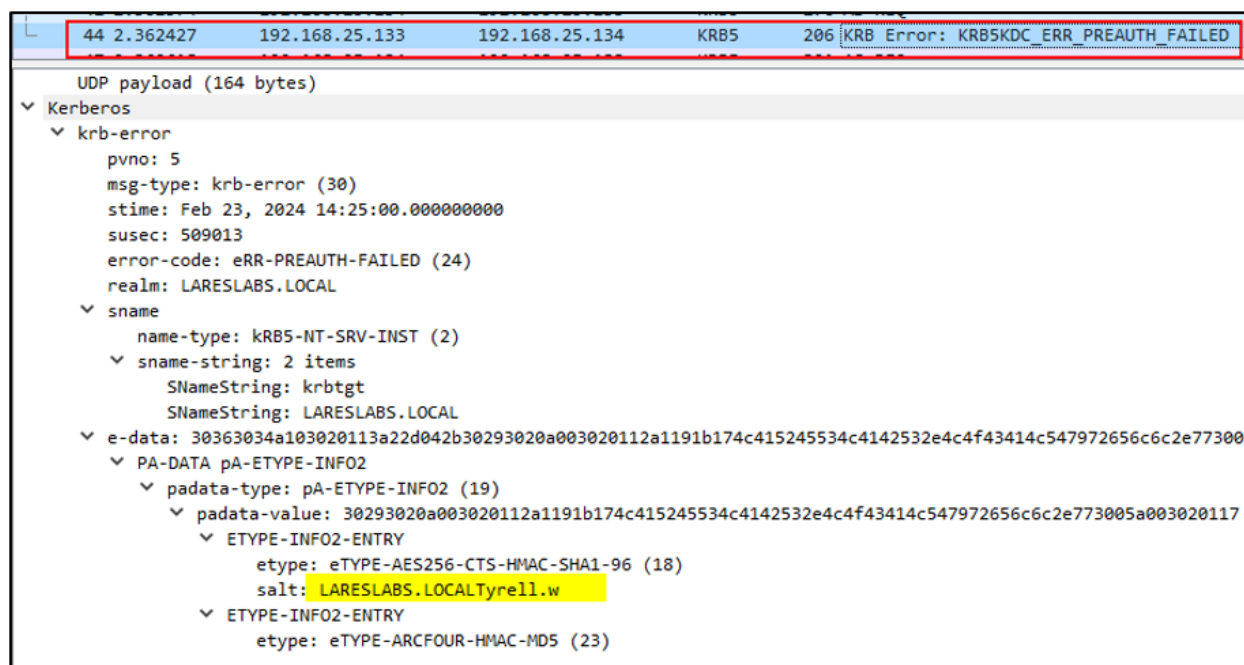 44 2.362427 192.168.25.133 192.168.25.134 KRB5 206 KRB Error: KRB5KDC_ERR_PREAUTH_FAILED
UDP payload (164 bytes)
Kerberos
krb-error
pvno: 5
msg-type: krb-error (30)
stime: Feb 23, 2024 14:25:00.000000000
susec: 509013
error-code: eRR-PREAUTH-FAILED (24)
realm: LARESLABS.LOCAL
sname
name-type: kRB5-NT-SRV-INST (2)
sname-string: 2 items
SNameString: krbtgt
SNameString: LARESLABS.LOCAL
e-data: 30363034a103020113a22d042b30293020a003020112a1191b174c415245534c4142532e4c4f43414c547972656c6c2e77300
PA-DATA pA-ETYPE-INFO2
padata-type: pA-ETYPE-INFO2 (19)
padata-value: 30293020a003020112a1191b174c415245534c4142532e4c4f43414c547972656c6c2e773005a003020117
ETYPE-INFO2-ENTRY
etype: eTYPE-AES256-CTS-HMAC-SHA1-96 (18)
salt: LARESLABS.LOCALTyrell.w
ETYPE-INFO2-ENTRY
etype: eTYPE-ARCFOUR-HMAC-MD5 (23)